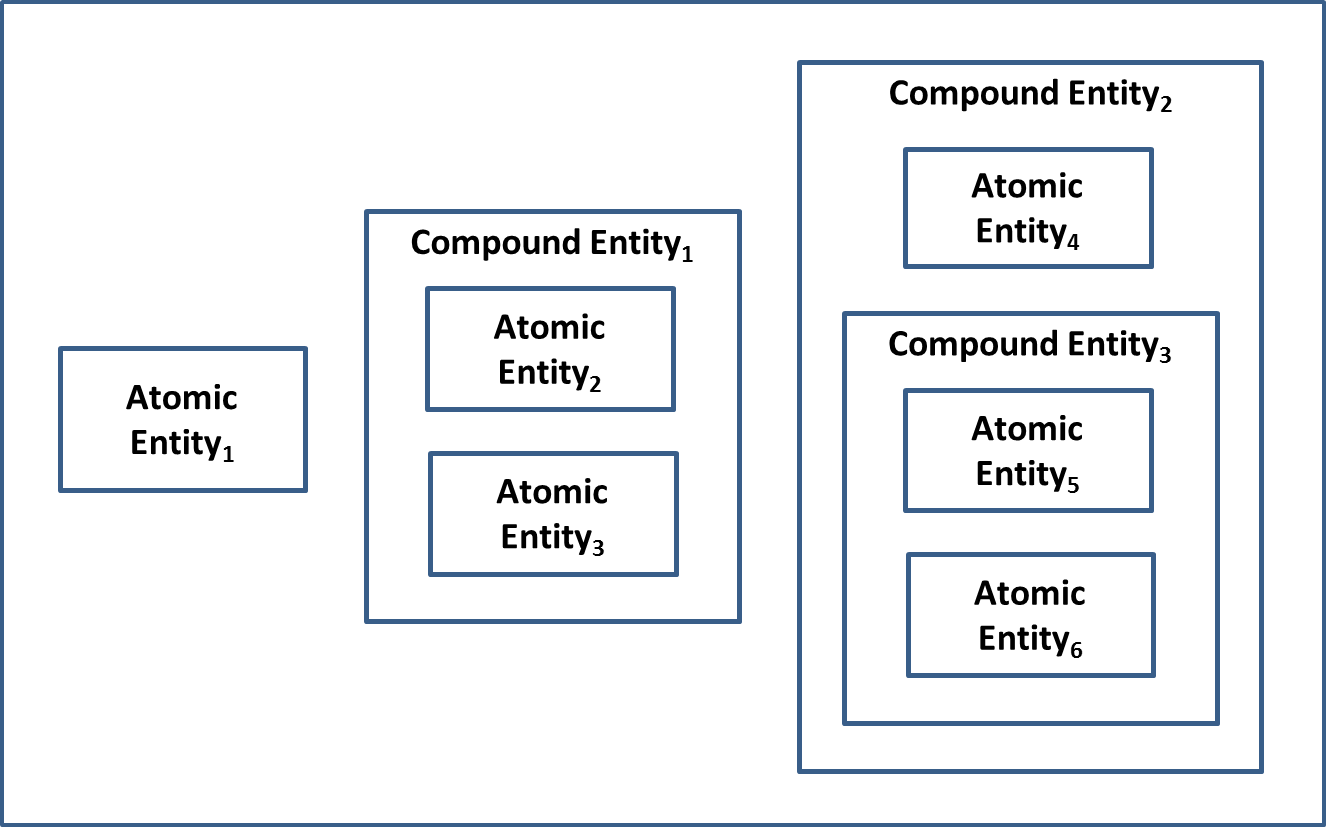 Atomic
Entity₁
Compound Entity₁
Atomic
Entity₂
Atomic
Entity₃
Compound Entity₂
Atomic
Entity₄
Compound Entity₃
Atomic
Entity₅
Atomic
Entity₆